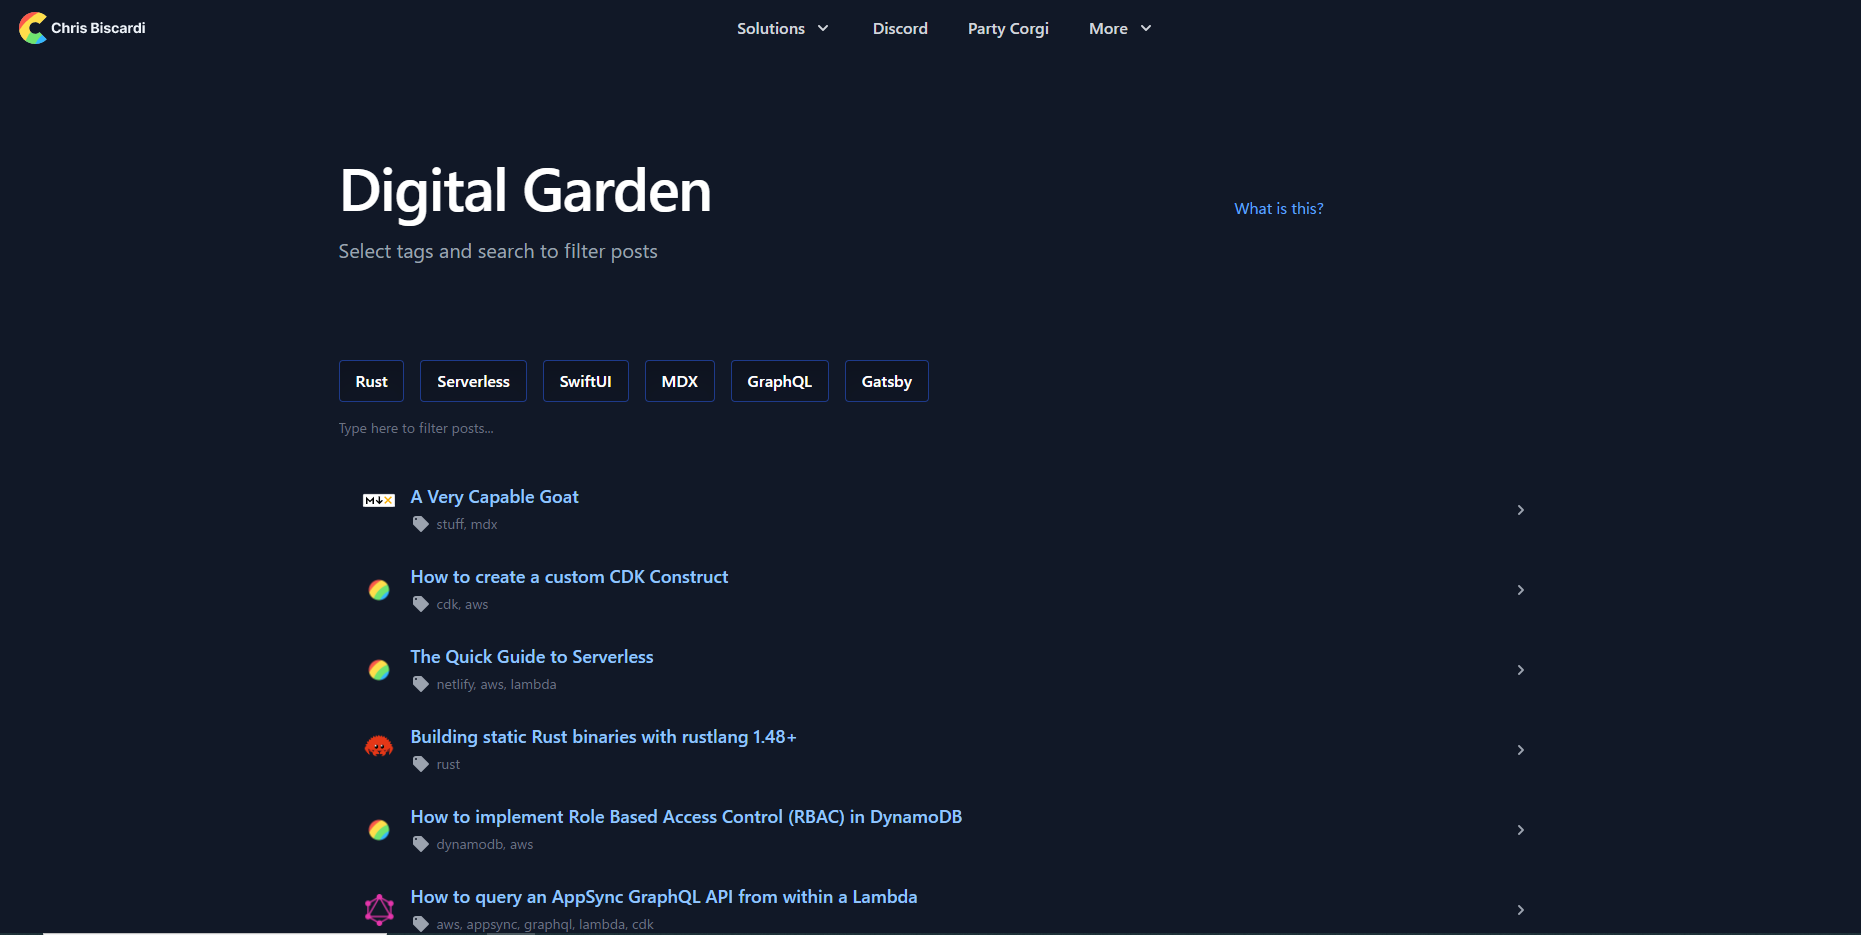 Chris Biscardi
Solutions Discord Party Corgi More
Digital Garden
What is this?
Select tags and search to filter posts
Rust Serverless SwiftUI MDX GraphQL Gatsby
Type here to filter posts...
MX A Very Capable Goat
stuff, mdx
How to create a custom CDK Construct
cdk, aws
The Quick Guide to Serverless
netlify, aws, lambda
Building static Rust binaries with rustlang 1.48+
rust
How to implement Role Based Access Control (RBAC) in DynamoDB
dynamodb, aws
How to query an AppSync GraphQL API from within a Lambda
aws, appsync, graphql, lambda, cdk